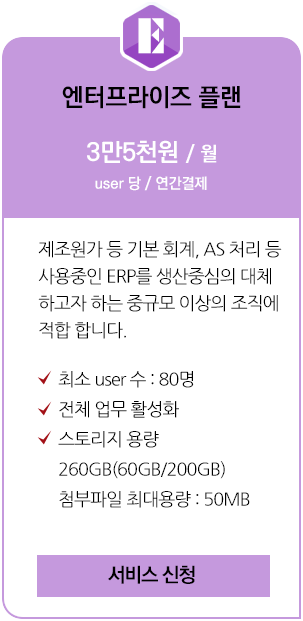 E
엔터프라이즈 플랜
3만5천원 / 월
user 당 / 연간결제
제조원가 등 기본 회계, AS 처리 등
사용중인 ERP를 생산중심의 대체
하고자 하는 중규모 이상의 조직에
적합 합니다.
최소 user 수 : 80명
전체 업무 활성화
스토리지 용량
260GB(60GB/200GB)
첨부파일 최대용량 : 50MB
서비스 신청